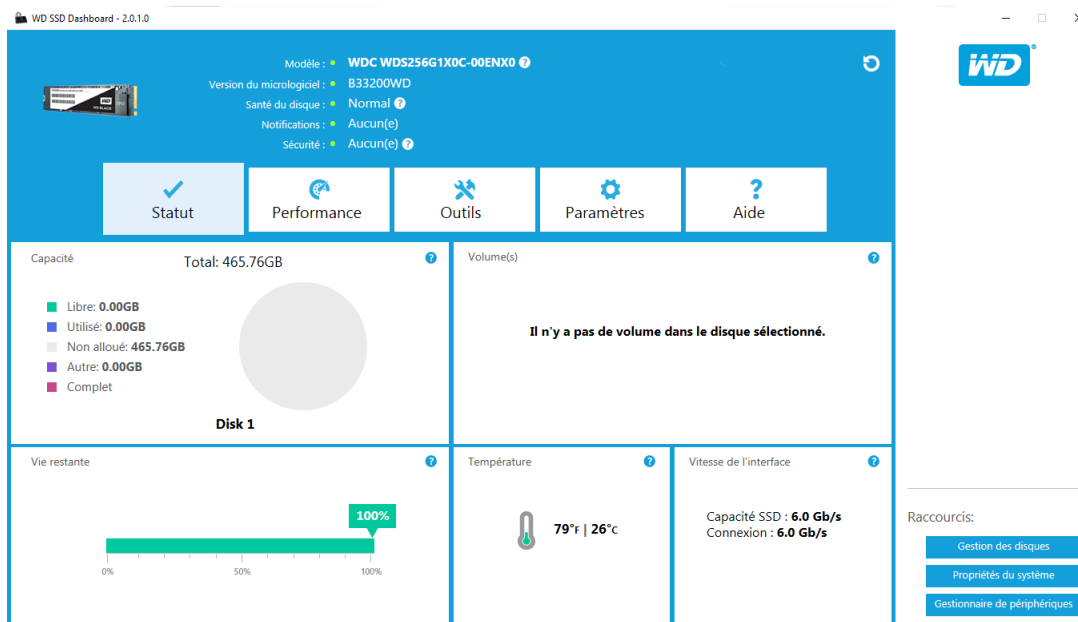 WD SSD Dashboard - 2.0.1.0
WD
Modèle : WDC WDS256G1X0C-00ENX0 ?
Version du micrologiciel : B33200WD
Santé du disque : Normal ?
Notifications : Aucun(e)
Sécurité : Aucun(e) ?
Statut
Performance
Outils
?
Paramètres
Aide
Capacité
Total: 465.76GB
?
Libre: 0.00GB
Utilisé: 0.00GB
Non alloué: 465.76GB
Autre: 0.00GB
Complet
Disk 1
Volume(s)
?
Il n'y a pas de volume dans le disque sélectionné.
Vie restante
?
100%
0%
50%
100%
Température
?
79°F | 26°C
Vitesse de l'interface
?
Capacité SSD : 6.0 Gb/s
Connexion : 6.0 Gb/s
Raccourcis:
Gestion des disques
Propriétés du système
Gestionnaire de périphériques